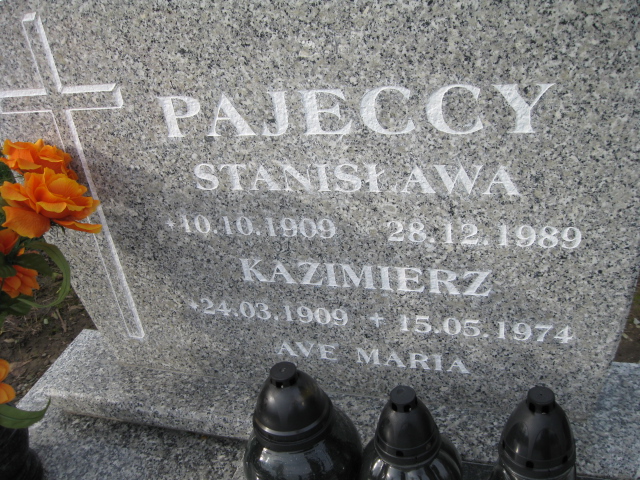 PAJĘCCY
STANISŁAWA
*10.10.1909 28.12.1989
KAZIMIERZ
*24.03.1909 + 15.05.1974
AVE MARIA